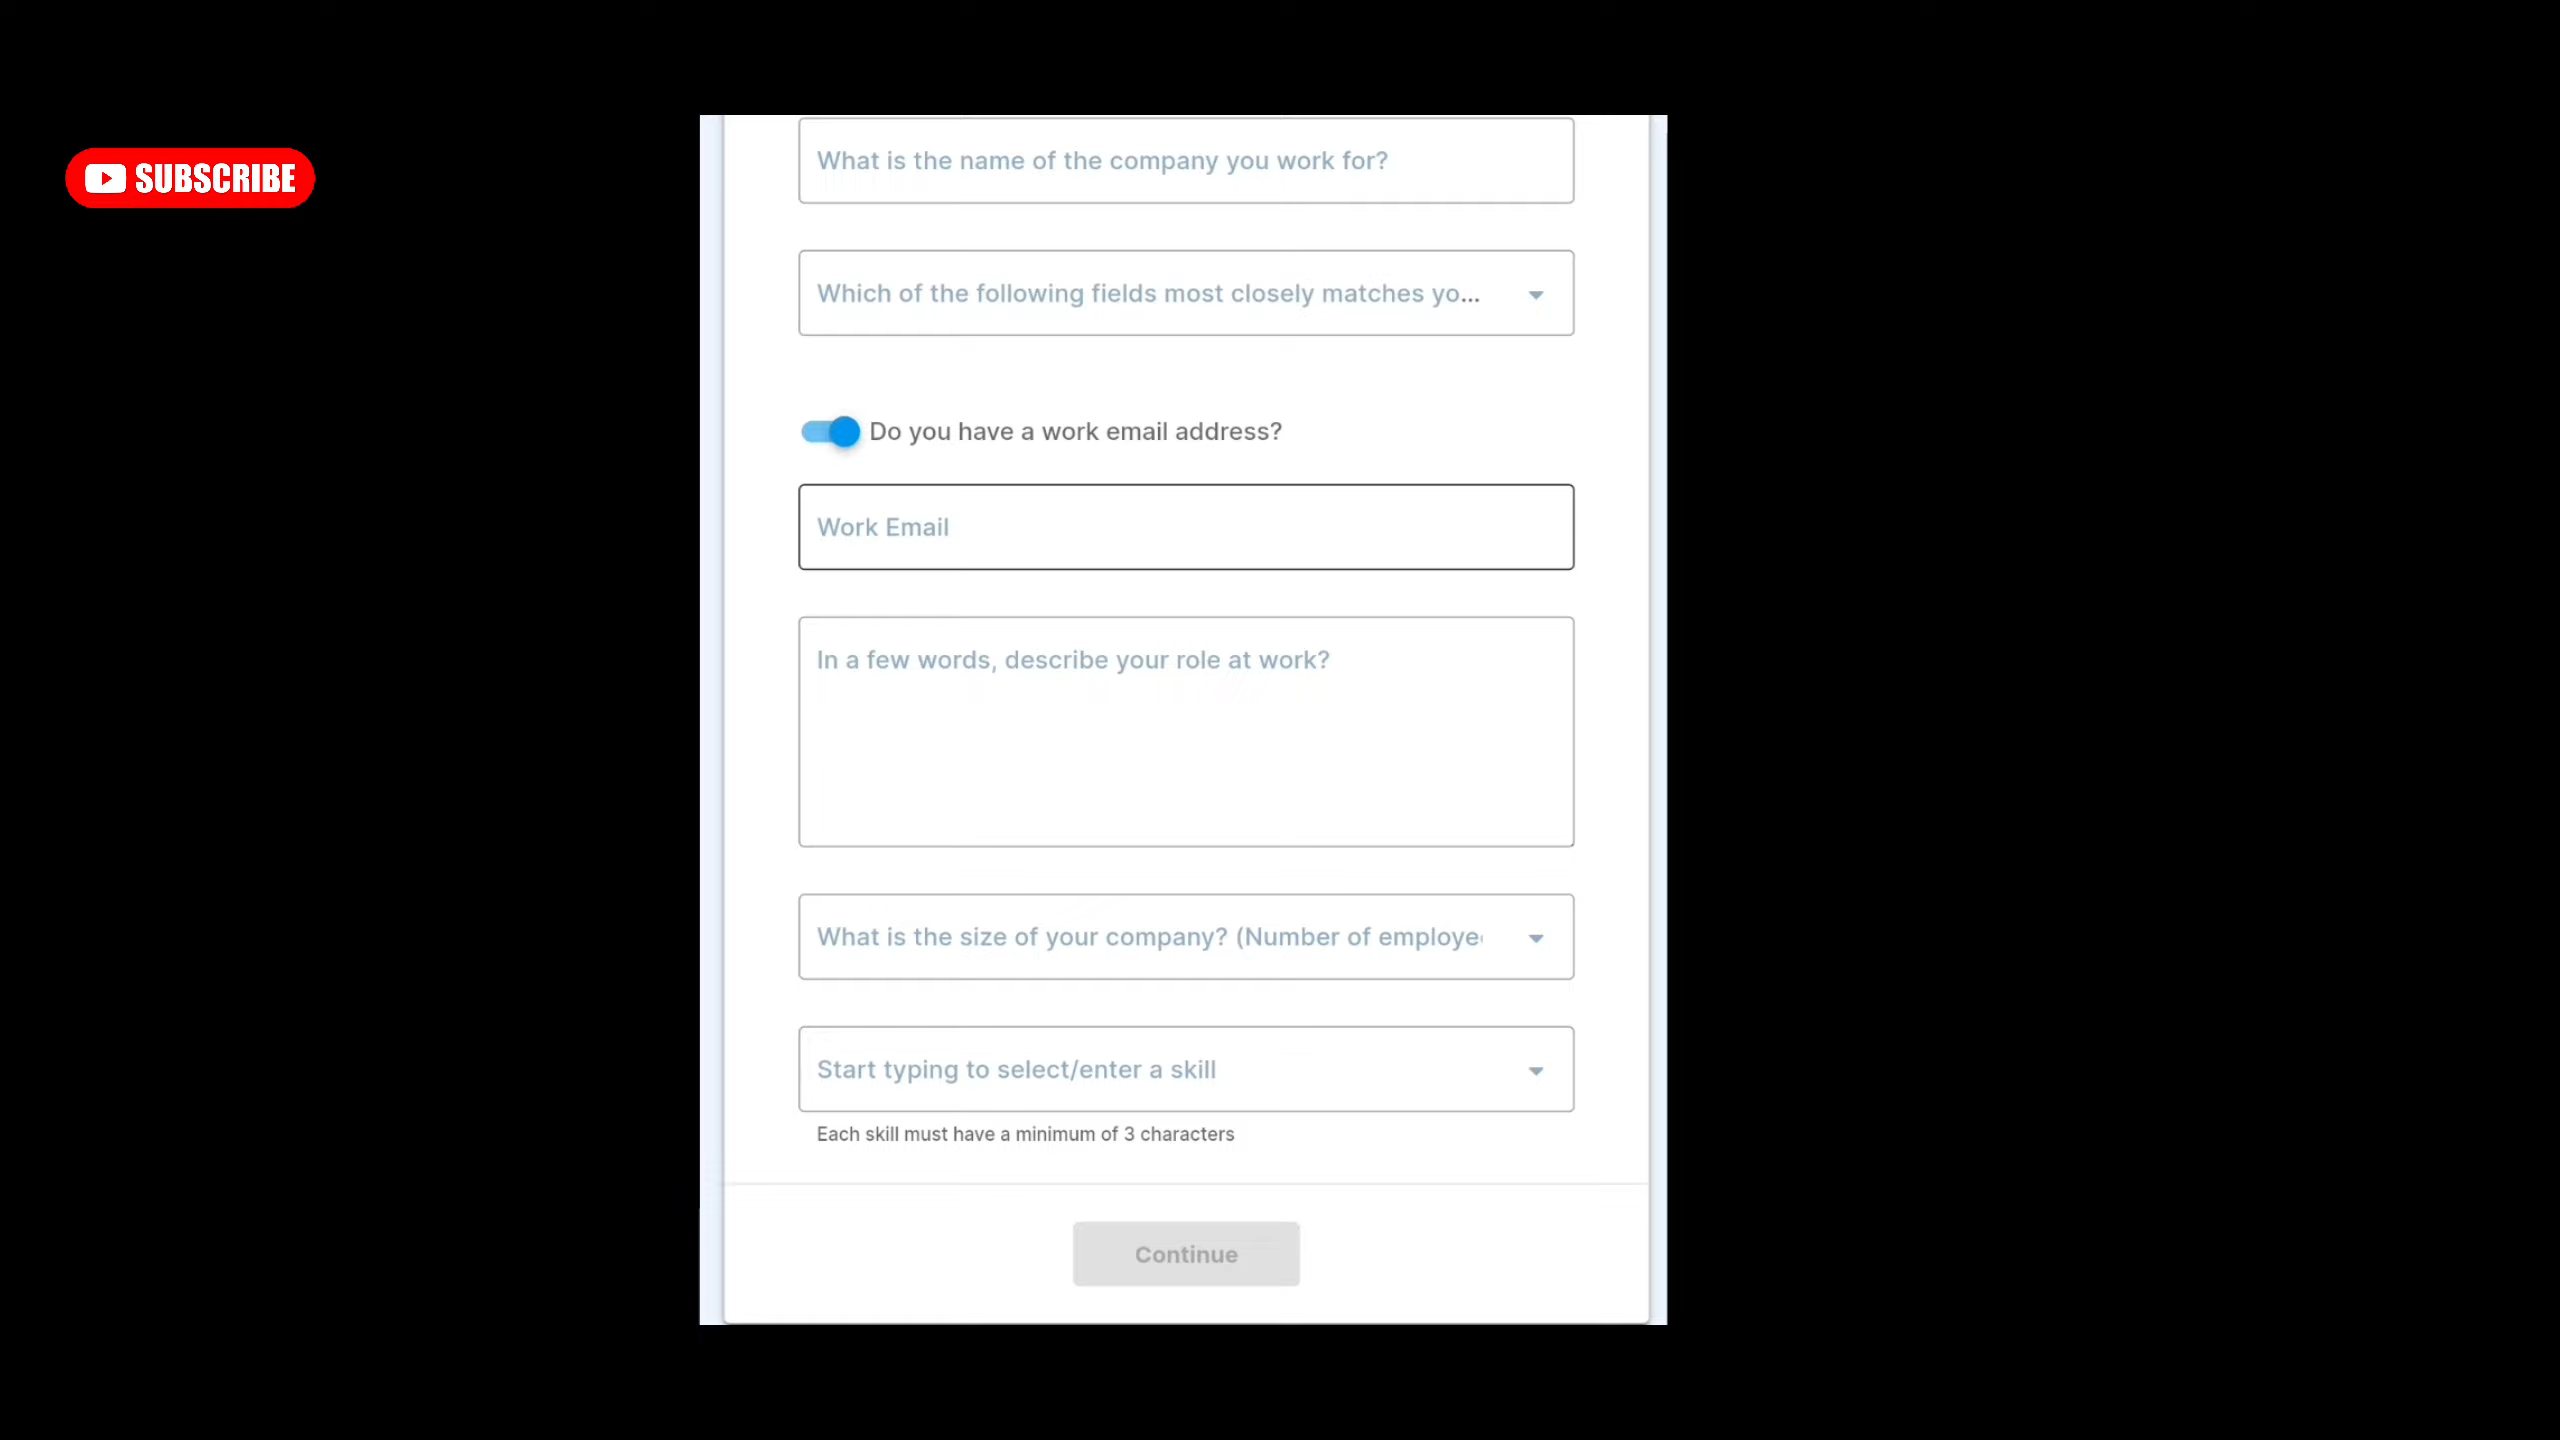 SUBSCRIBE
What is the name of the company you work for?
Which of the following fields most closely matches yo...
Do you have a work email address?
Work Email
In a few words, describe your role at work?
What is the size of your company? (Number of employe
Start typing to select/enter a skill
Each skill must have a minimum of 3 characters
Continue